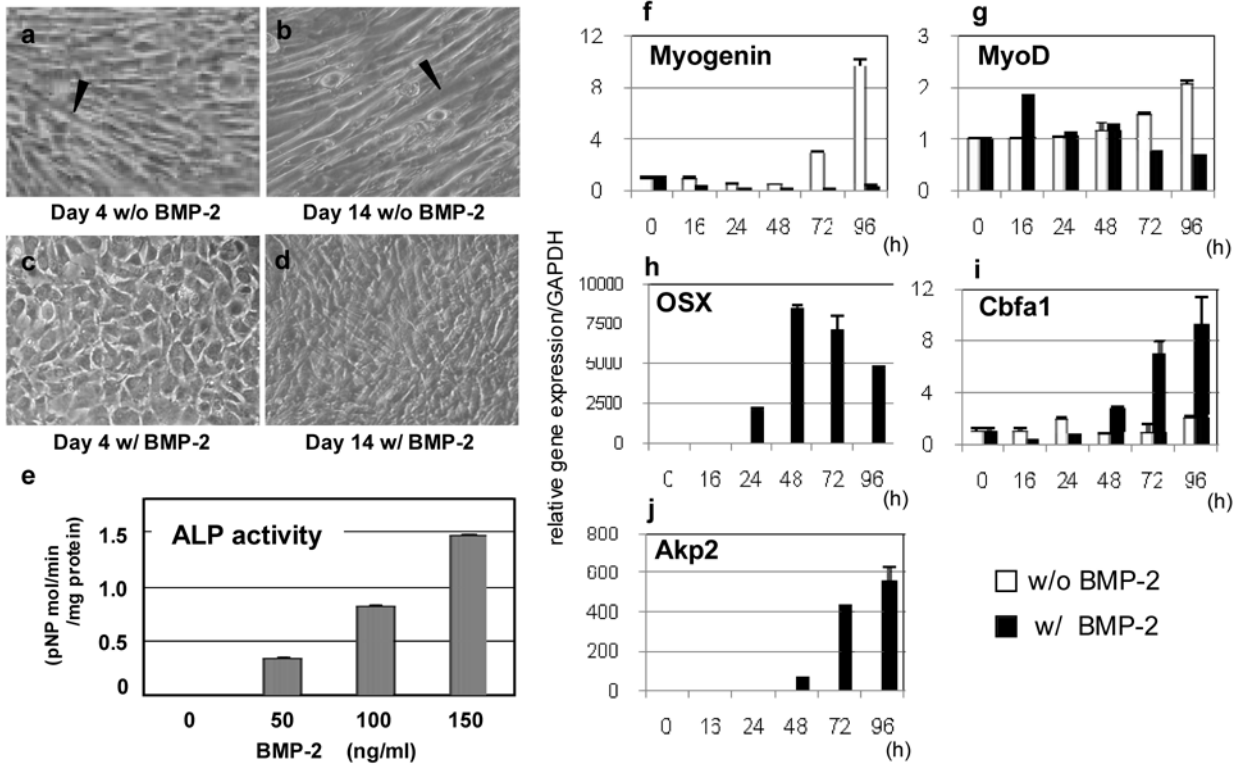 a
b
Day 4 w/o BMP-2
Day 14 w/o BMP-2
c
d
Day 4 w/ BMP-2
Day 14 w/ BMP-2
e
ALP activity
(pNP mol/min
/mg protein)
1.5
1.0
0.5
0
0 50 100 150
BMP-2 (ng/ml)
relative gene expression/GAPDH
f
Myogenin
12
8
4
0
0 16 24 48 72 96
(h)
g
MyoD
3
2
1
0
0 16 24 48 72 96
(h)
h
OSX
10000
7500
5000
2500
0
0 16 24 48 72 96
(h)
i
Cbfa1
12
8
4
0
0 16 24 48 72 96
(h)
j
Akp2
800
600
400
200
0
0 16 24 48 72 96
(h)
w/o BMP-2
w/ BMP-2